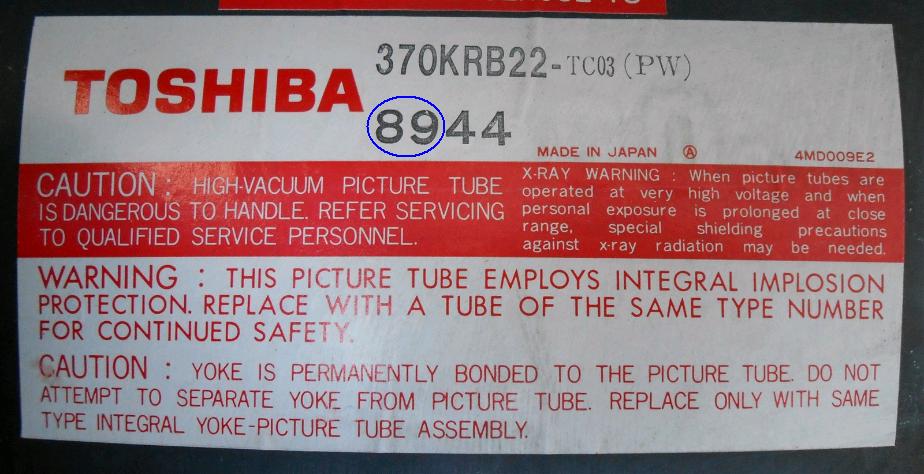 370KRB22-TC03 (PW)
TOSHIBA
8944
MADE IN JAPAN Ⓐ 4MD009E2
CAUTION : HIGH-VACUUM PICTURE TUBE
IS DANGEROUS TO HANDLE. REFER SERVICING
TO QUALIFIED SERVICE PERSONNEL.
X-RAY WARNING : When picture tubes are
operated at very high voltage and when
personal exposure is prolonged at close
range, special shielding precautions
against x-ray radiation may be needed.
WARNING : THIS PICTURE TUBE EMPLOYS INTEGRAL IMPLOSION
PROTECTION. REPLACE WITH A TUBE OF THE SAME TYPE NUMBER
FOR CONTINUED SAFETY.
CAUTION : YOKE IS PERMANENTLY BONDED TO THE PICTURE TUBE. DO NOT
ATTEMPT TO SEPARATE YOKE FROM PICTURE TUBE. REPLACE ONLY WITH SAME
TYPE INTEGRAL YOKE-PICTURE TUBE ASSEMBLY.